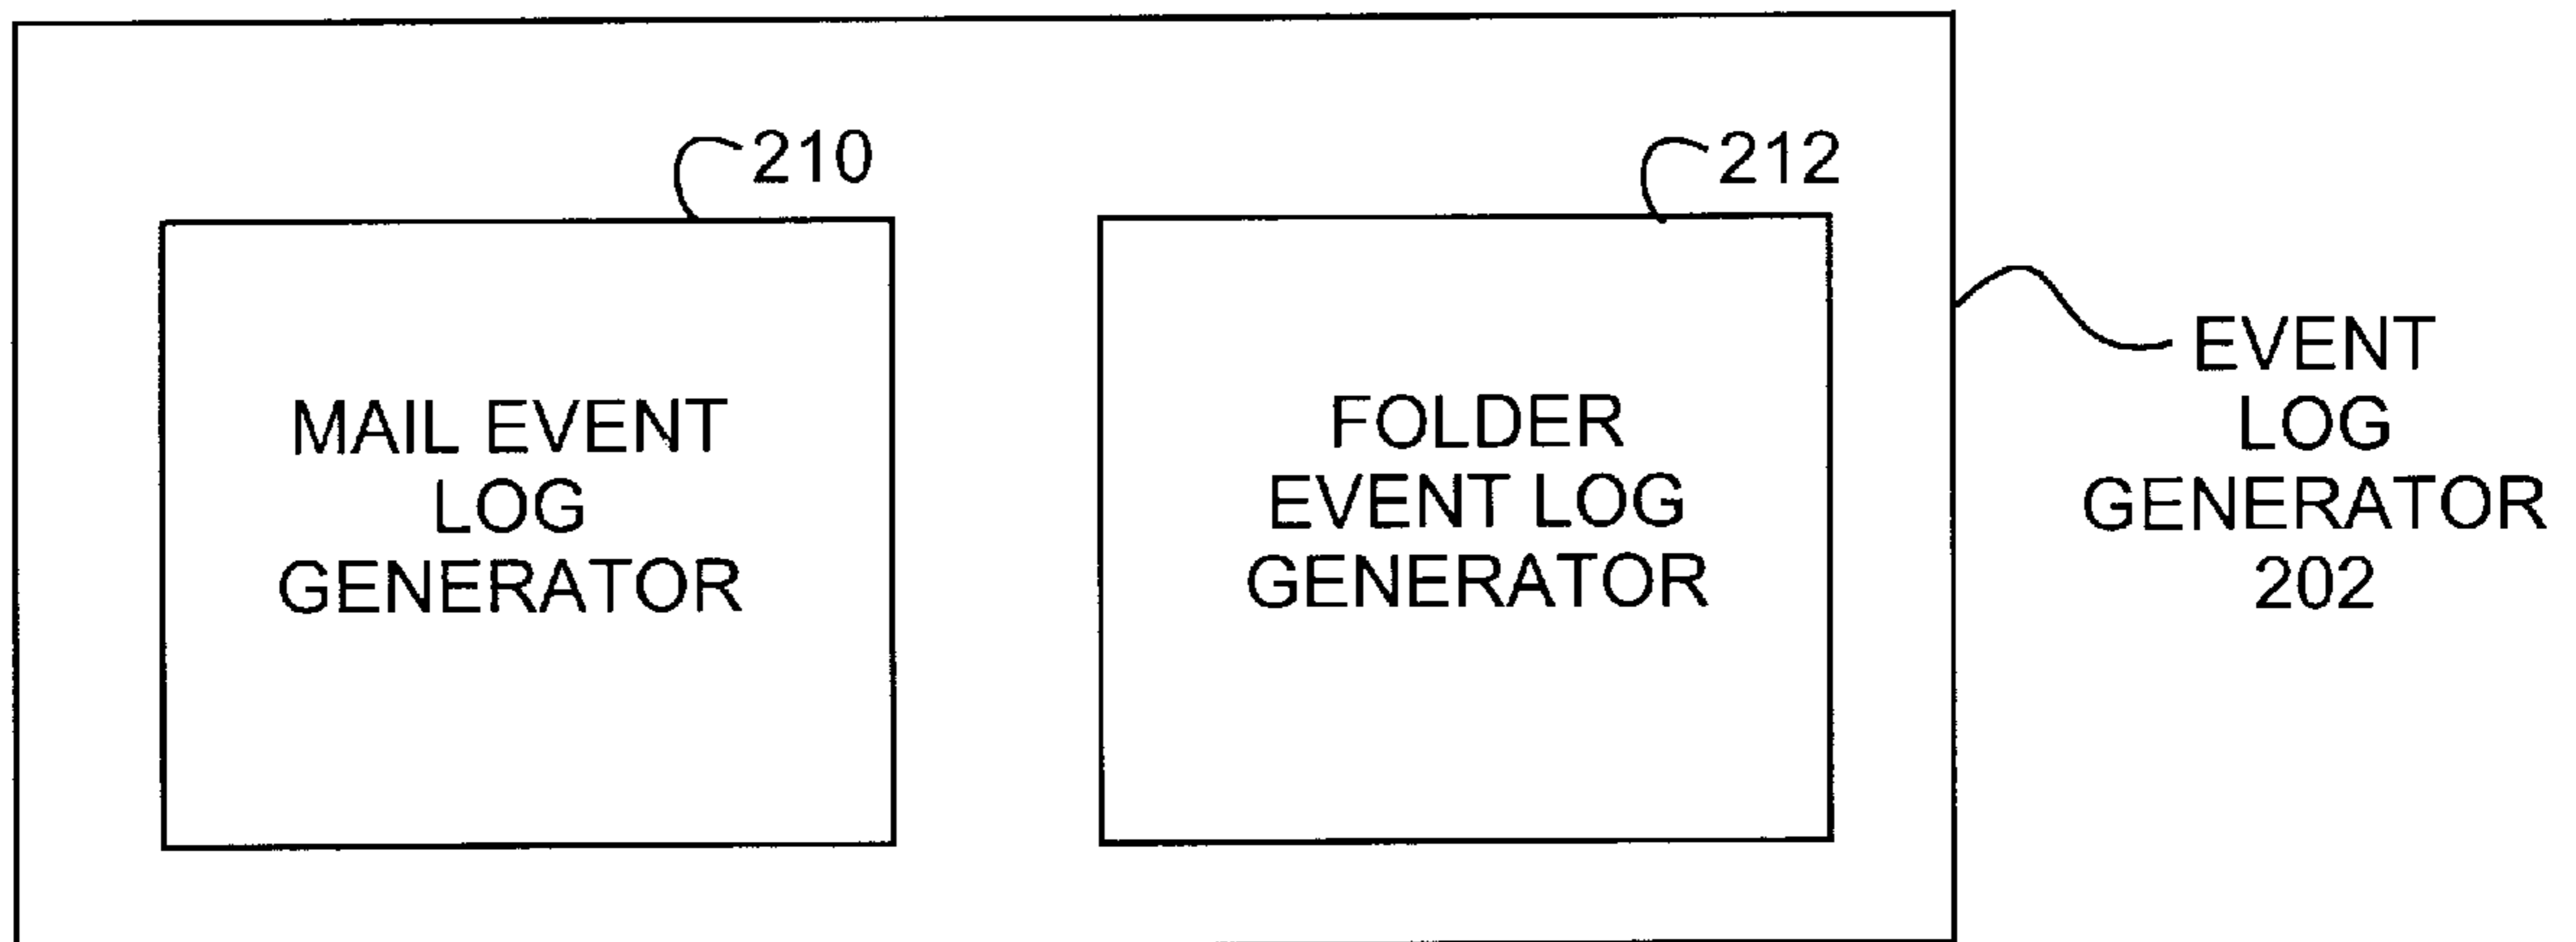 210
MAIL EVENT
LOG
GENERATOR
212
FOLDER
EVENT LOG
GENERATOR
EVENT
LOG
GENERATOR
202